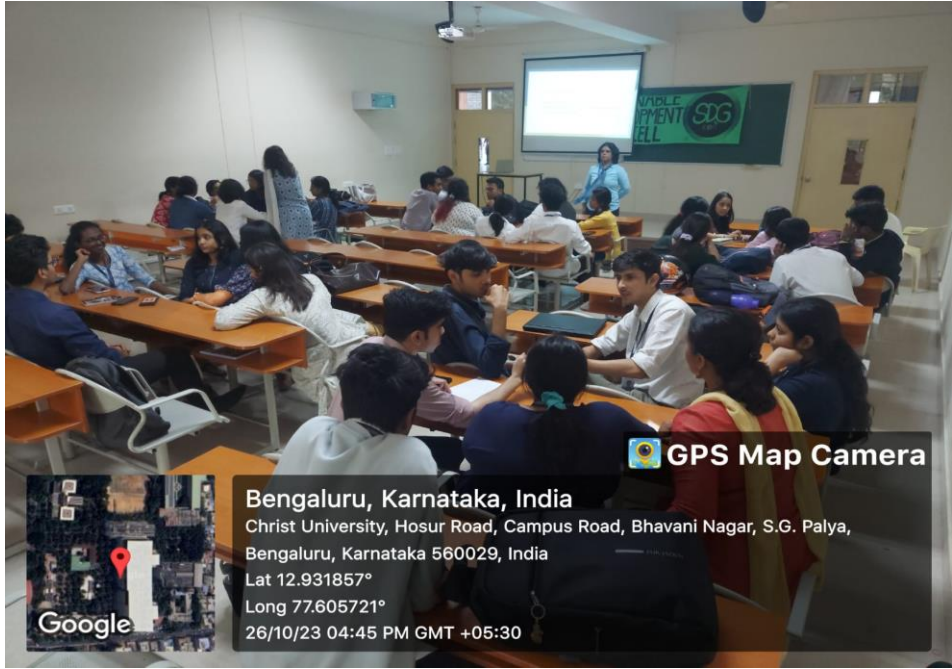 NABLE
PMENT
CELL
SDG
GPS Map Camera
Bengaluru, Karnataka, India
Christ University, Hosur Road, Campus Road, Bhavani Nagar, S.G. Palya,
Bengaluru, Karnataka 560029, India
Lat 12.931857°
Long 77.605721°
26/10/23 04:45 PM GMT +05:30
Google